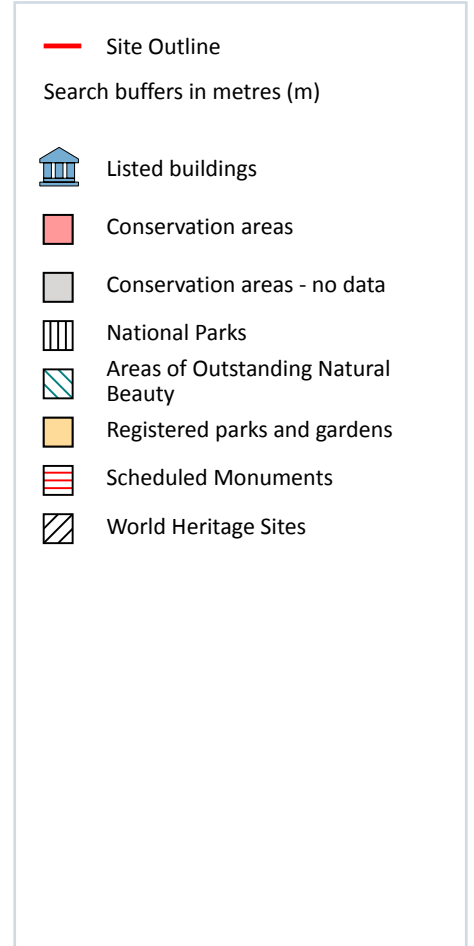 Site Outline
Search buffers in metres (m)
Listed buildings
Conservation areas
Conservation areas - no data
National Parks
Areas of Outstanding Natural
Beauty
Registered parks and gardens
Scheduled Monuments
World Heritage Sites